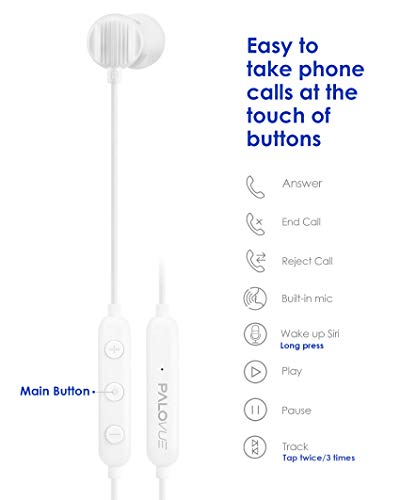 Easy to
take phone
calls at the
touch of
buttons
Answer
End Call
Reject Call
Built-in mic
Wake up Siri
Long press
Play
Pause
Track
Tap twice/3 times
Main Button
PALOVUE